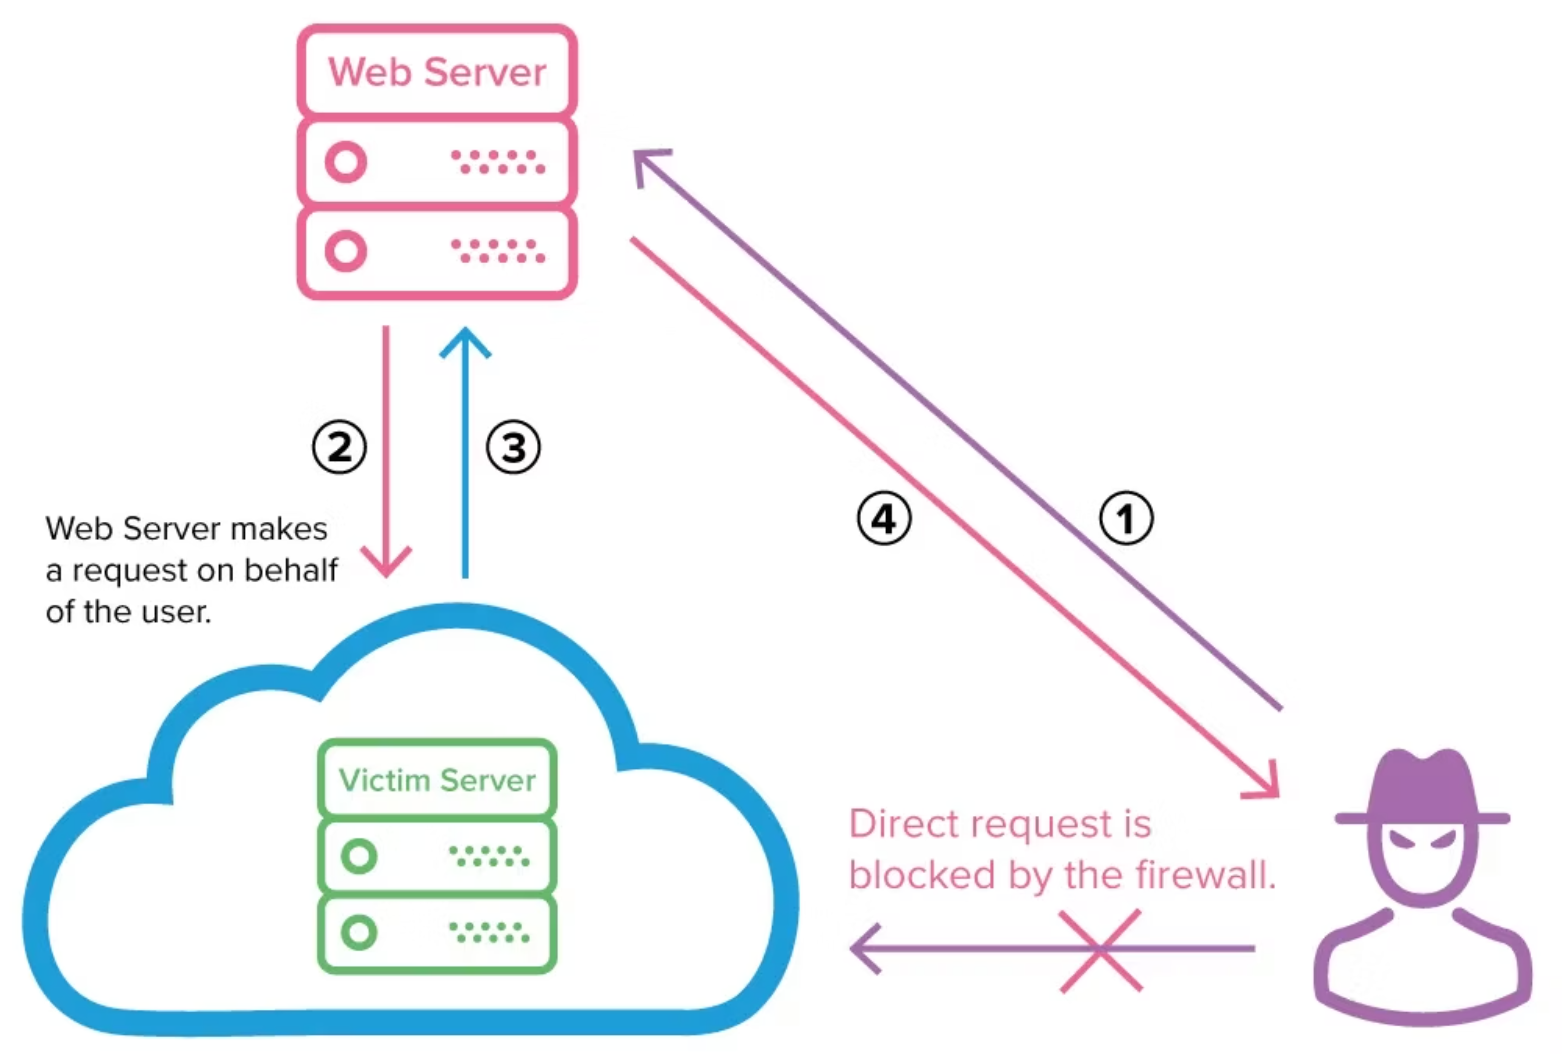 Web Server
2
3
Web Server makes
a request on behalf
of the user.
4
1
Victim Server
Direct request is
blocked by the firewall.